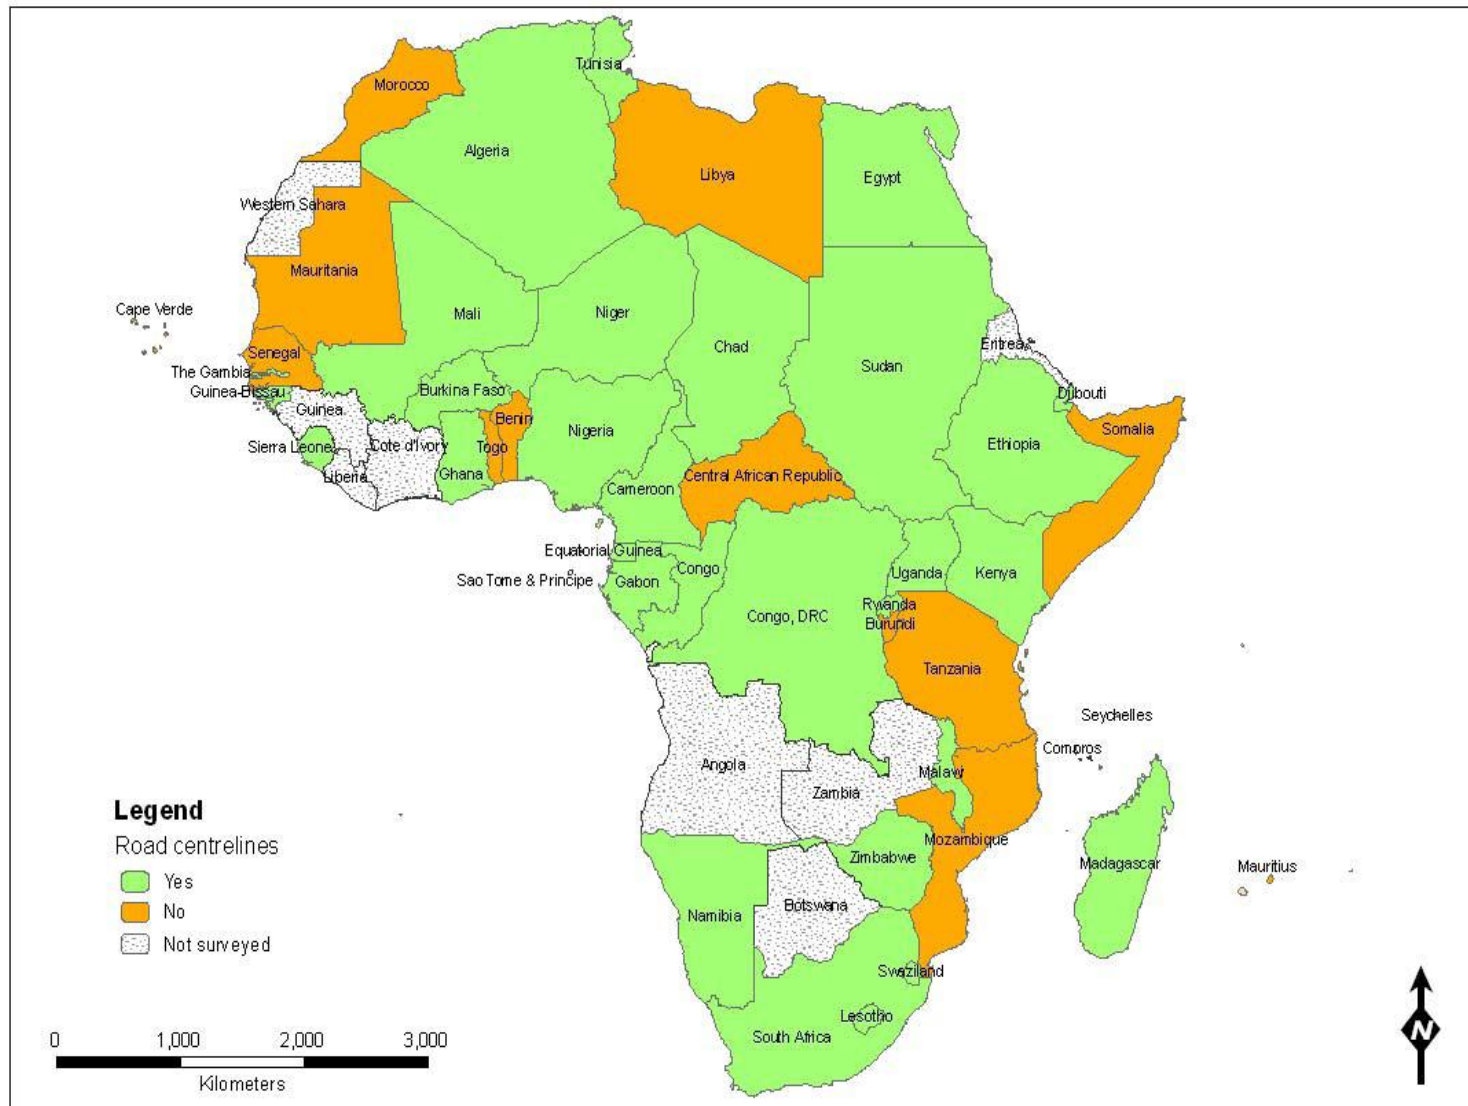 Tunisia
Morocco
Algeria
Libya
Egypt
Western Sahara
Mauritania
Cape Verde
Mali
Niger
Chad
Sudan
Eritrea
Senegal
The Gambia
Guinea-Bissau
Burkina Faso
Djibouti
Guinea
Benin
Somalia
Sierra Leone
Cote d'Ivory
Togo
Nigeria
Ethiopia
Liberia
Ghana
Cameroon
Central African Republic
Equatorial Guinea
Sao Tome & Principe
Gabon
Congo
Uganda
Kenya
Rwanda
Congo, DRC
Burundi
Tanzania
Seychelles
Comoros
Angola
Malawi
Zambia
Mozambique
Zimbabwe
Madagascar
Mauritius
Botswana
Namibia
Swaziland
Lesotho
South Africa
Legend
Road centrelines
Yes
No
Not surveyed
0 1,000 2,000 3,000
Kilometers
N